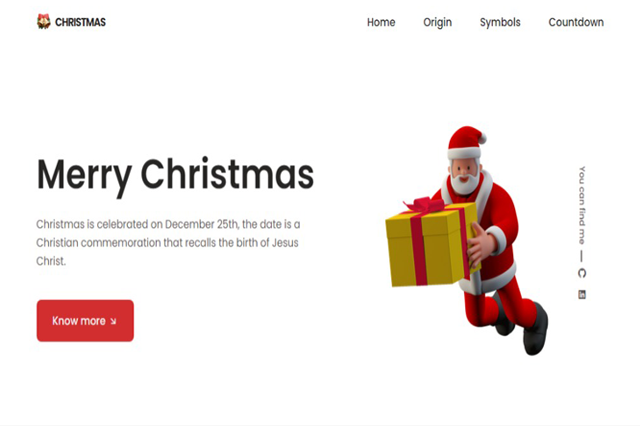 CHRISTMAS
Home
Origin
Symbols
Countdown
Merry Christmas
Christmas is celebrated on December 25th, the date is a
Christian commemoration that recalls the birth of Jesus
Christ.
Know more
You can find me